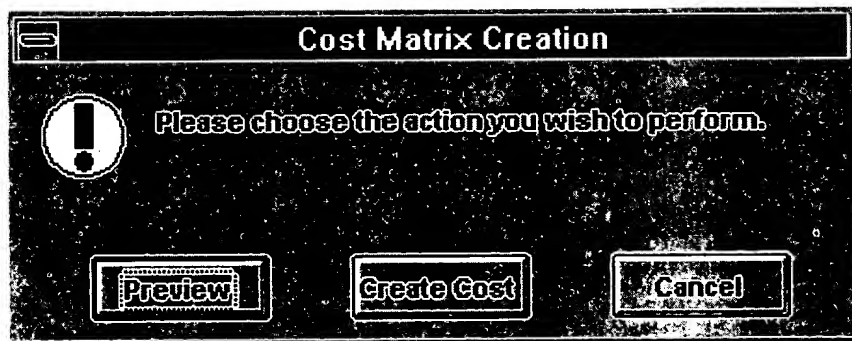 Cost Matrix Creation
Please choose the action you wish to perform.
Preview
Create Cost
Cancel